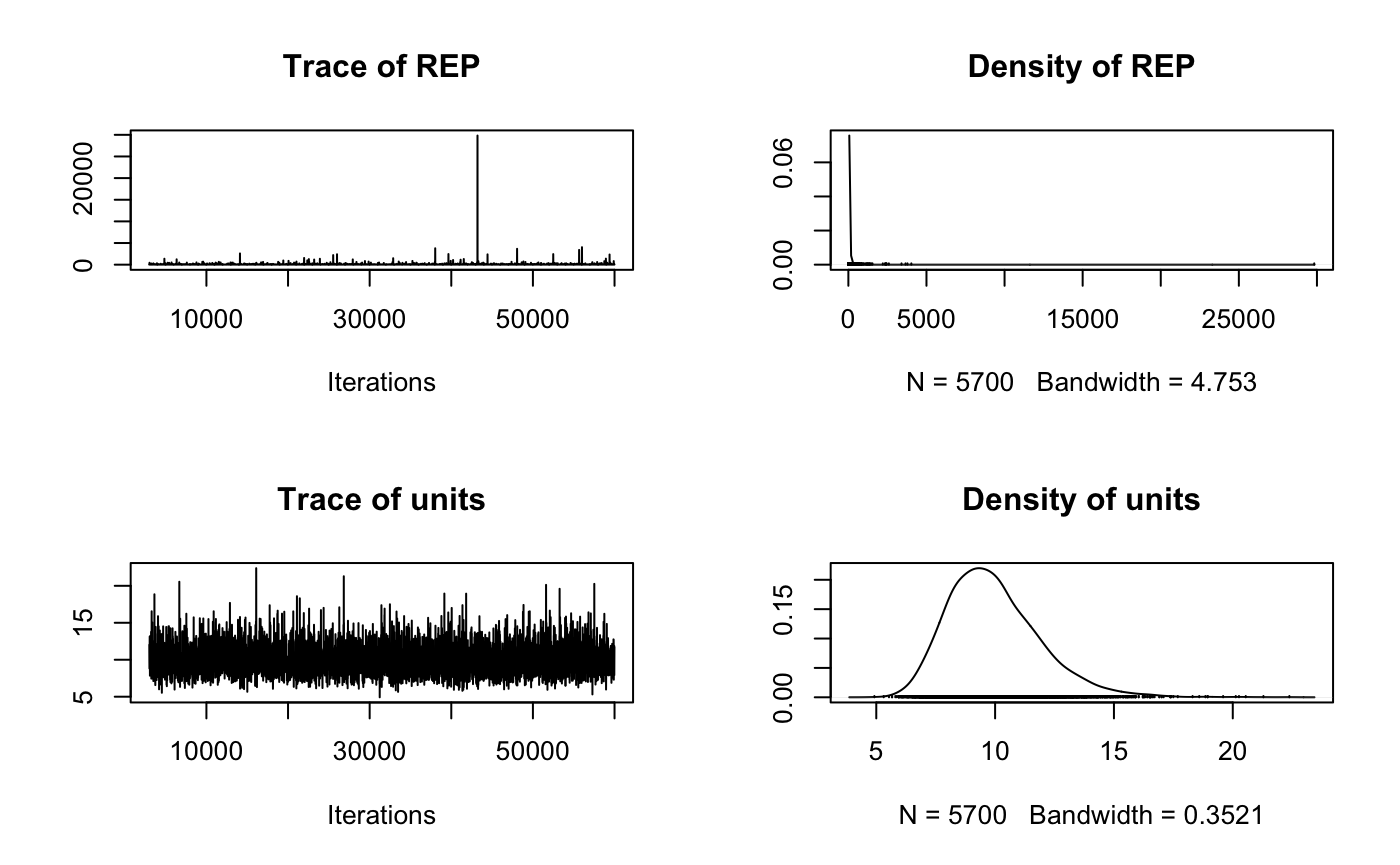 Trace of REP
20000
0
10000 30000 50000
Iterations
Density of REP
0.06
0.00
0 5000 15000 25000
N = 5700 Bandwidth = 4.753
Trace of units
15
5
10000 30000 50000
Iterations
Density of units
0.15
0.00
5 10 15 20
N = 5700 Bandwidth = 0.3521